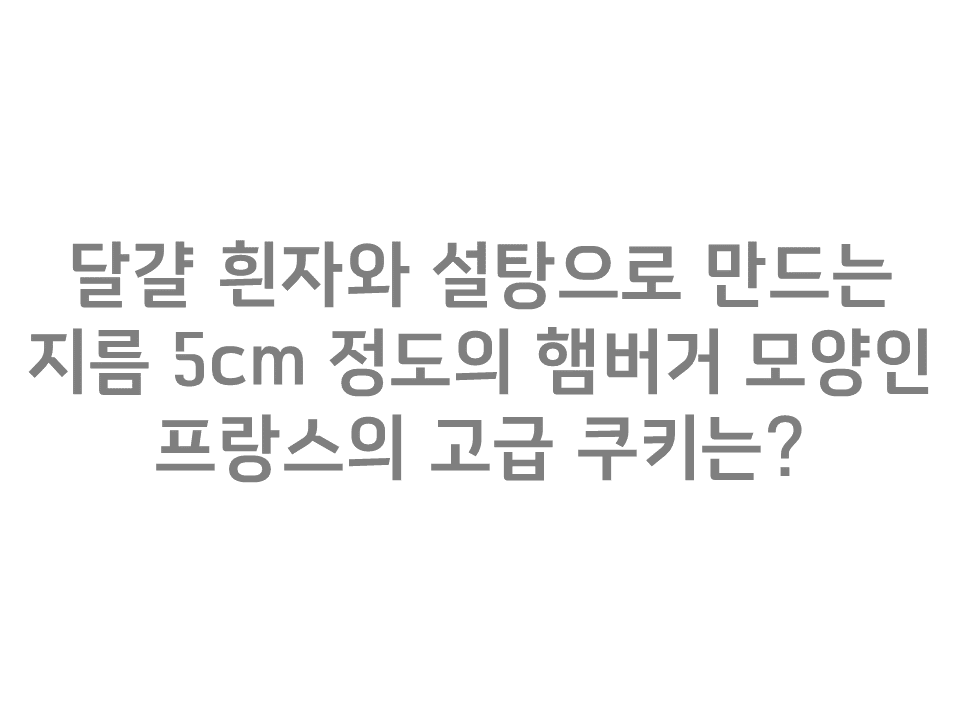 달걀 흰자와 설탕으로 만드는
지름 5cm 정도의 햄버거 모양인
프랑스의 고급 쿠키는?